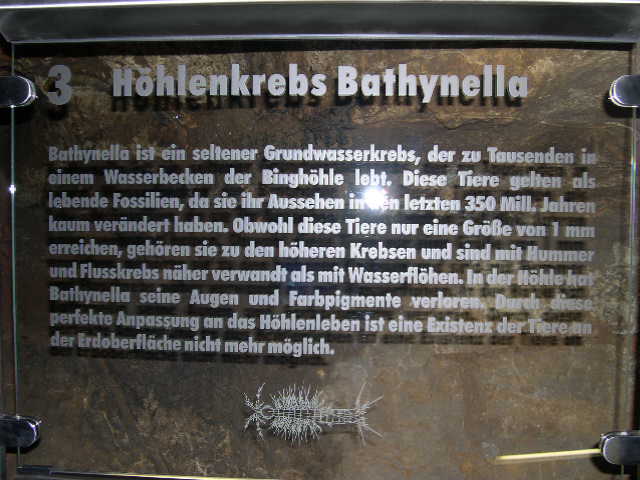 3 Höhlenkrebs Bathynella
Bathynella ist ein seltener Grundwasserkrebs, der zu Tausenden in
einem Wasserbecken der Binghöhle lebt. Diese Tiere gelten als
lebende Fossilien, da sie ihr Aussehen in den letzten 350 Mill. Jahren
kaum verändert haben. Obwohl diese Tiere nur eine Größe von 1 mm
erreichen, gehören sie zu den höheren Krebsen und sind mit Hummer
und Flusskrebs näher verwandt als mit Wasserflöhen. In der Höhle hat
Bathynella seine Augen und Farbpigmente verloren. Durch diese
perfekte Anpassung an das Höhlenleben ist eine Existenz der Tiere an
der Erdoberfläche nicht mehr möglich.